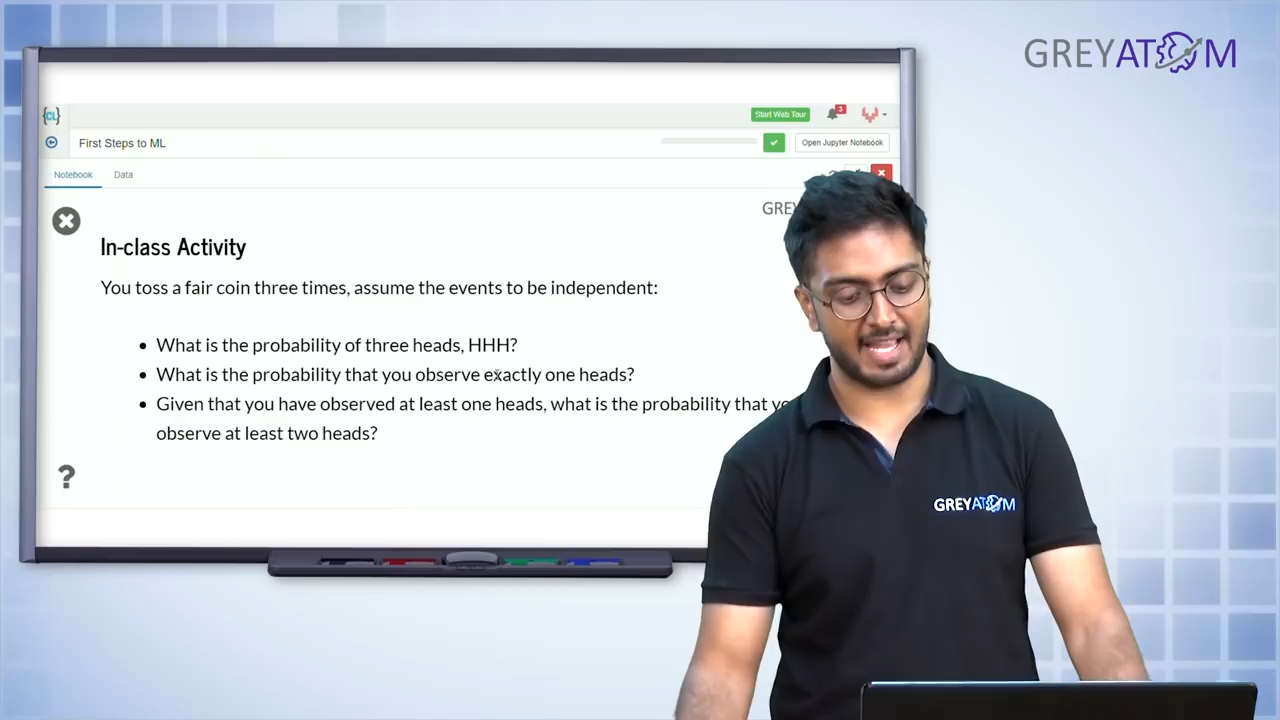 GREYATOM
{CL}
Start Web Tour
3
First Steps to ML
Open Jupyter Notebook
Notebook Data
In-class Activity
You toss a fair coin three times, assume the events to be independent:
• What is the probability of three heads, HHH?
• What is the probability that you observe exactly one heads?
• Given that you have observed at least one heads, what is the probability that
observe at least two heads?
?
GREYATOM